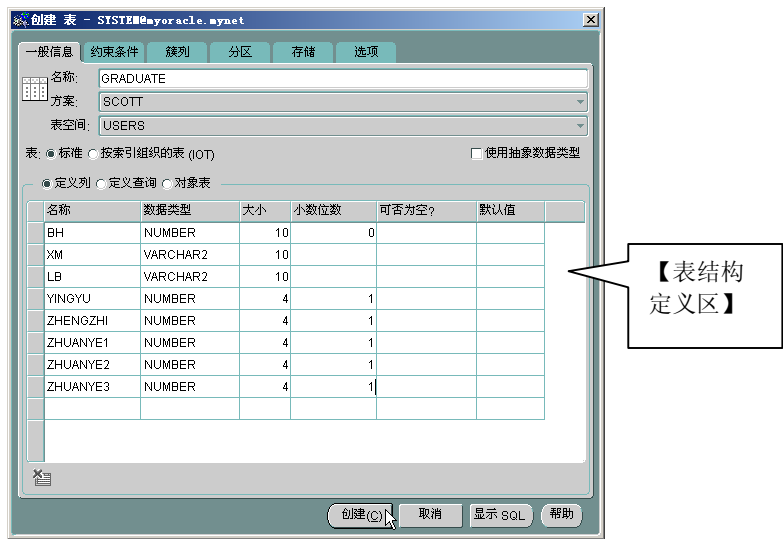 创建 表 - SYSTEM@myoracle.mynet
一般信息 约束条件 簇列 分区 存储 选项
名称: GRADUATE
方案: SCOTT
表空间: USERS
表: 标准 按索引组织的表 (IOT) 使用抽象数据类型
定义列 定义查询 对象表
名称 数据类型 大小 小数位数 可否为空? 默认值
BH NUMBER 10 0
XM VARCHAR2 10
LB VARCHAR2 10
YINGYU NUMBER 4 1
ZHENGZHI NUMBER 4 1
ZHUANYE1 NUMBER 4 1
ZHUANYE2 NUMBER 4 1
ZHUANYE3 NUMBER 4 1
【表结构
定义区】
创建(C) 取消 显示 SQL 帮助